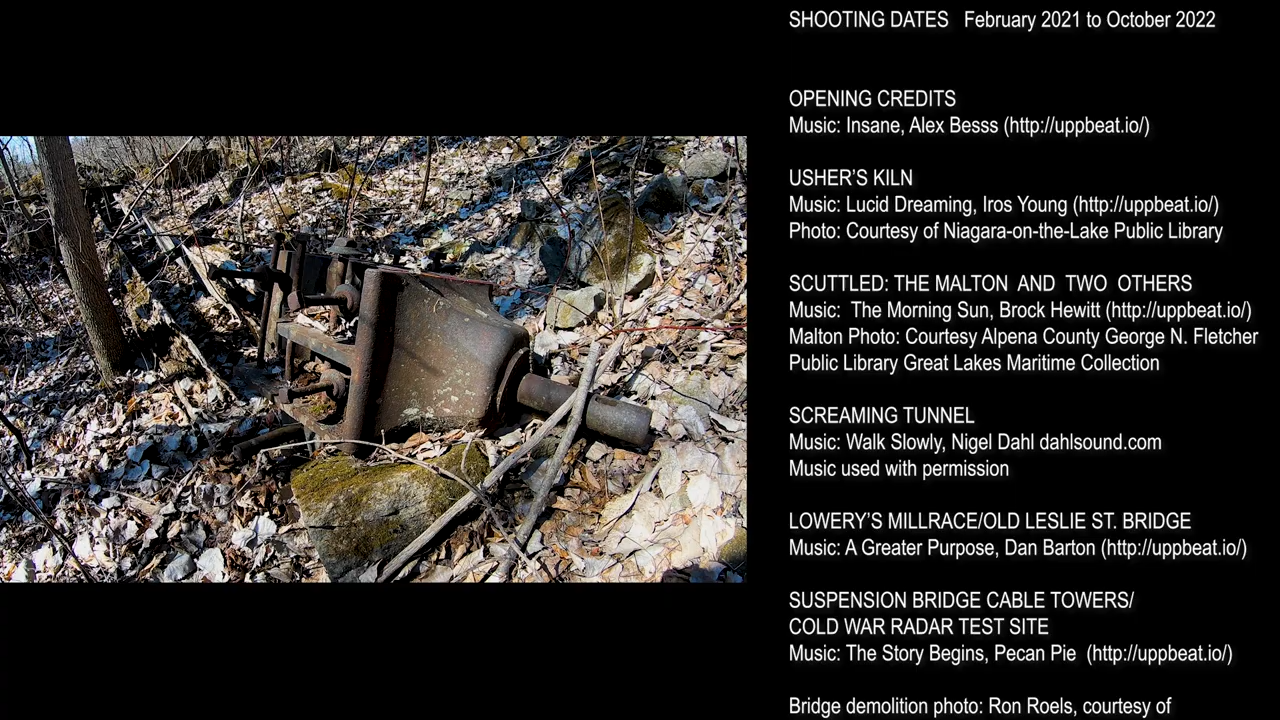 SHOOTING DATES   February 2021 to October 2022
OPENING CREDITS
Music: Insane, Alex Besss (http://uppbeat.io/)
USHER'S KILN
Music: Lucid Dreaming, Iros Young (http://uppbeat.io/)
Photo: Courtesy of Niagara-on-the-Lake Public Library
SCUTTLED: THE MALTON  AND  TWO  OTHERS
Music:  The Morning Sun, Brock Hewitt (http://uppbeat.io/)
Malton Photo: Courtesy Alpena County George N. Fletcher
Public Library Great Lakes Maritime Collection
SCREAMING TUNNEL
Music: Walk Slowly, Nigel Dahl dahlsound.com
Music used with permission
LOWERY'S MILLRACE/OLD LESLIE ST. BRIDGE
Music: A Greater Purpose, Dan Barton (http://uppbeat.io/)
SUSPENSION BRIDGE CABLE TOWERS/
COLD WAR RADAR TEST SITE
Music: The Story Begins, Pecan Pie  (http://uppbeat.io/)
Bridge demolition photo: Ron Roels, courtesy of